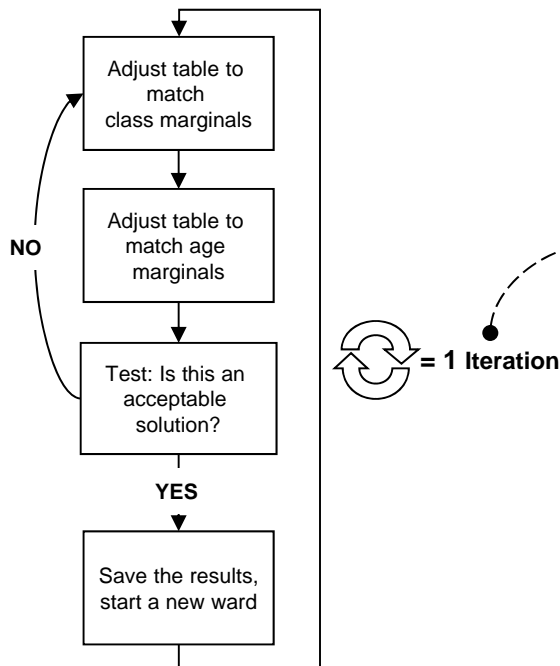 Adjust table to
match
class marginals
Adjust table to
match age
marginals
NO
Test: Is this an
acceptable
solution?
= 1 Iteration
YES
Save the results,
start a new ward